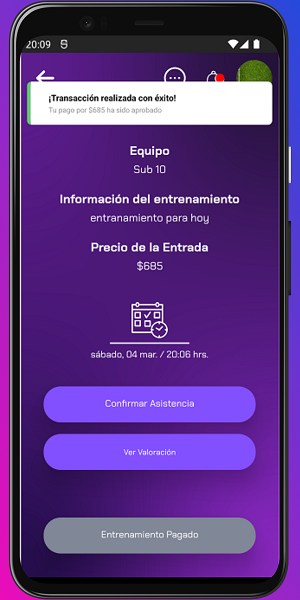 20:09
¡Transacción realizada con éxito!
Tu pago por $685 ha sido aprobado
Equipo
Sub 10
Información del entrenamiento
entranamiento para hoy
Precio de la Entrada
$685
sábado, 04 mar. / 20:06 hrs.
Confirmar Asistencia
Ver Valoración
Entrenamiento Pagado